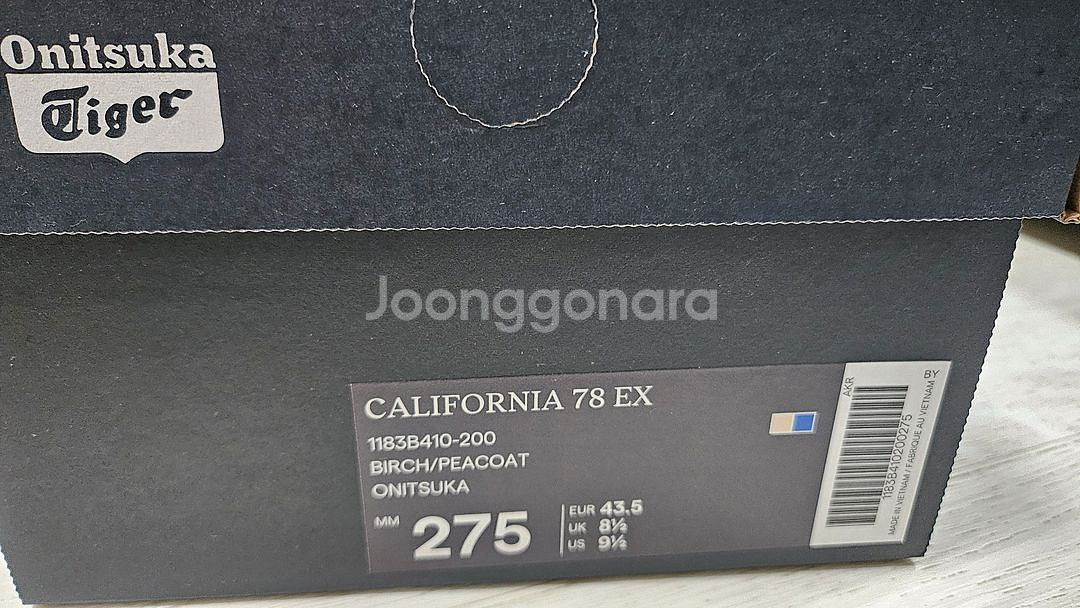 Onitsuka
Tiger
Joonggonara
CALIFORNIA 78 EX
1183B410-200
BIRCH/PEACOAT
ONITSUKA
MM 275
EUR 43.5
UK 8½
US 9½
AKR
BY
1183B410200275
MADE IN VIETNAM / FABRIQUE AU VIETNAM